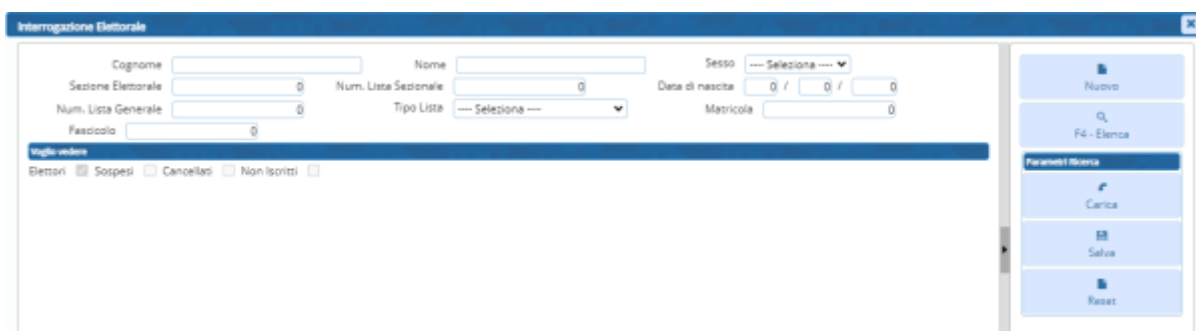 Interrogazione Elettorale
Cognome Nome Sesso ---- Seleziona ----
Sezione Elettorale 0 Num. Lista Sezionale 0 Data di nascita 0 / 0 / 0
Num. Lista Generale 0 Tipo Lista ---- Seleziona ---- Matricola 0
Fascicolo 0
Voglio vedere
Elettori Sospesi Cancellati Non Iscritti
Nuovo
F4 - Elenca
Parametri Ricerca
Carica
Salva
Reset